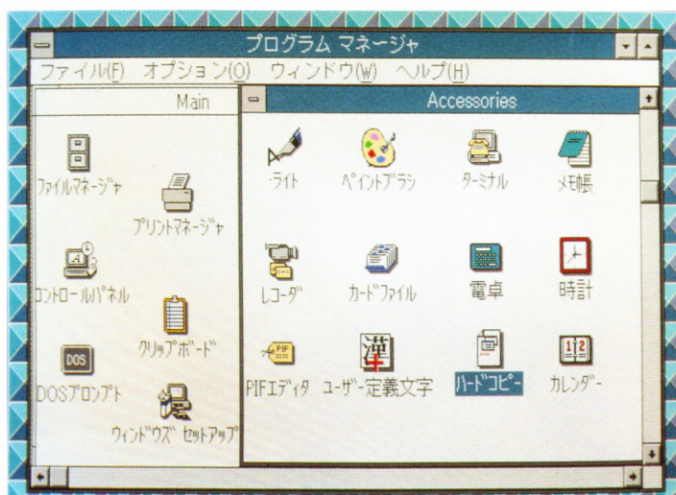 プログラム マネージャ
ファイル(F) オプション(O) ウィンドウ(W) ヘルプ(H)
Main
ファイルマネージャ
プリントマネージャ
コントロールパネル
クリップボード
DOS
DOSプロンプト
ウィンドウズ セットアップ
Accessories
ライト
ペイントブラシ
ターミナル
メモ帳
レコーダ
カードファイル
電卓
時計
PIF
PIFエディタ
漢
ユーザー定義文字
ハードコピー
12
カレンダー